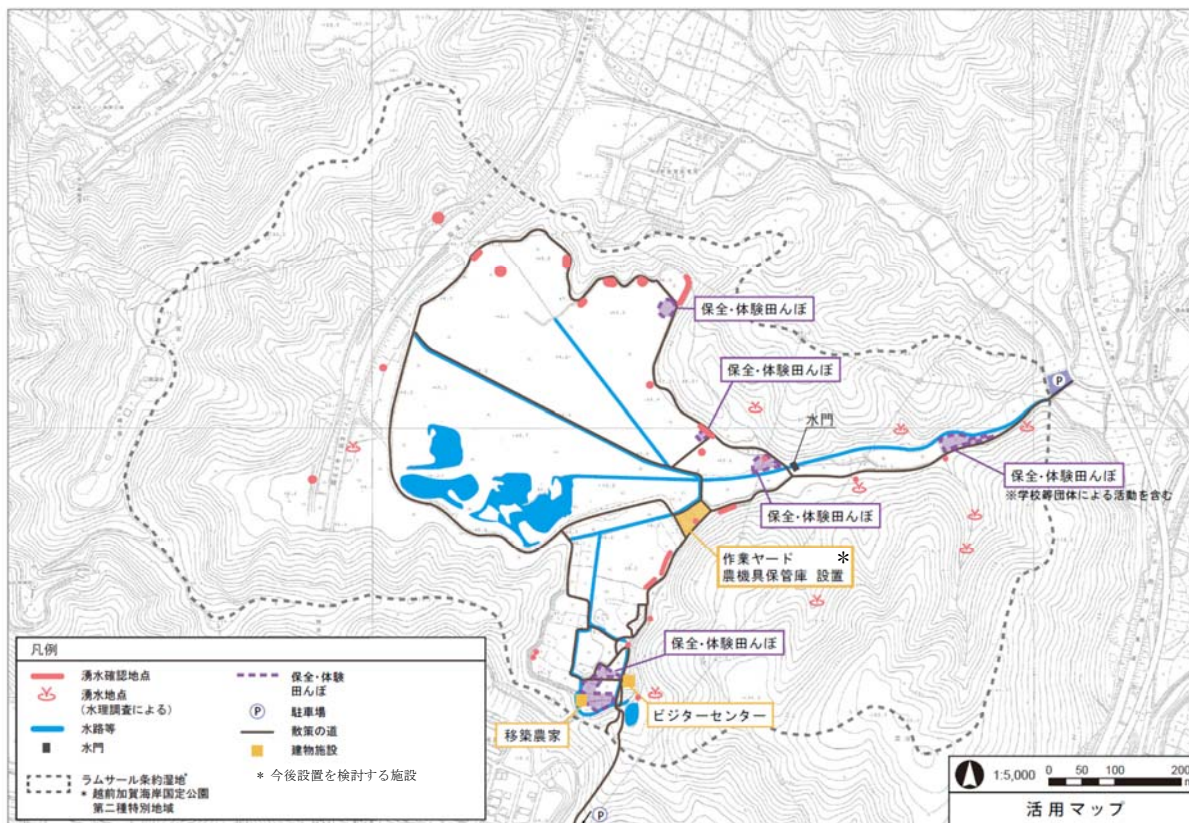 保全・体験田んぼ
保全・体験田んぼ
水門
P
保全・体験田んぼ
※学校等団体による活動を含む
保全・体験田んぼ
作業ヤード *
農機具保管庫 設置
保全・体験田んぼ
ビジターセンター
移築農家
P
凡例
湧水確認地点
湧水地点
(水理調査による)
水路等
水門
ラムサール条約湿地
* 越前加賀海岸国定公園
第二種特別地域
保全・体験
田んぼ
P 駐車場
散策の道
建物施設
* 今後設置を検討する施設
1:5,000 0 50 100 200
m
活用マップ